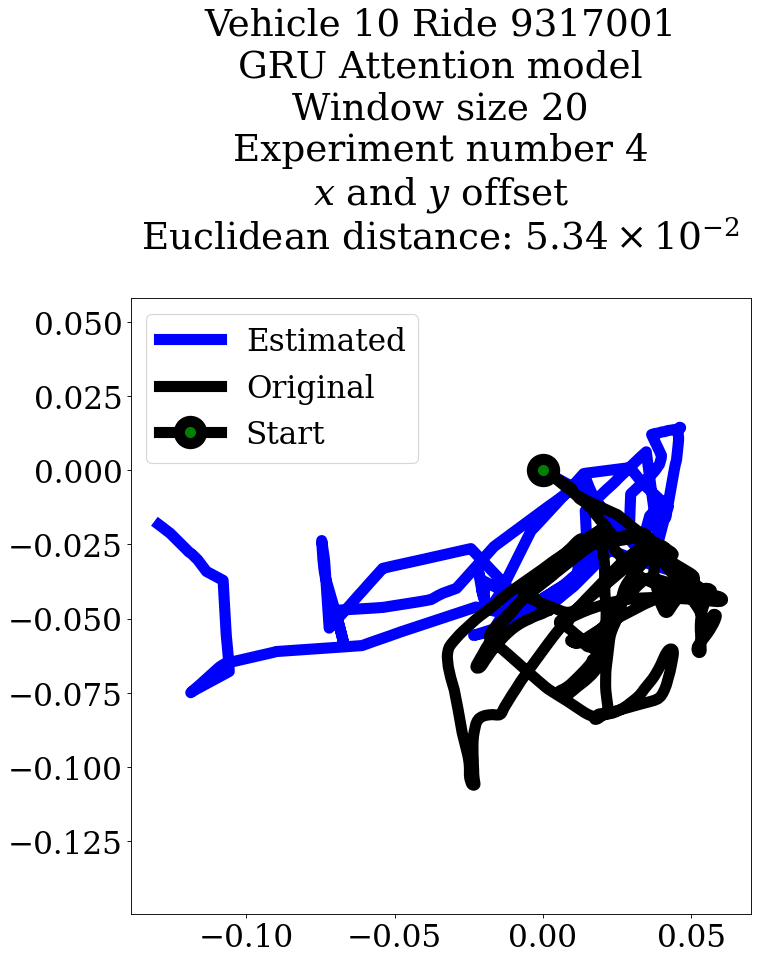 Vehicle 10 Ride 9317001
GRU Attention model
Window size 20
Experiment number 4
x and y offset
Euclidean distance: 5.34 × 10⁻²
Estimated
Original
Start
0.050
0.025
0.000
−0.025
−0.050
−0.075
−0.100
−0.125
−0.10 −0.05 0.00 0.05